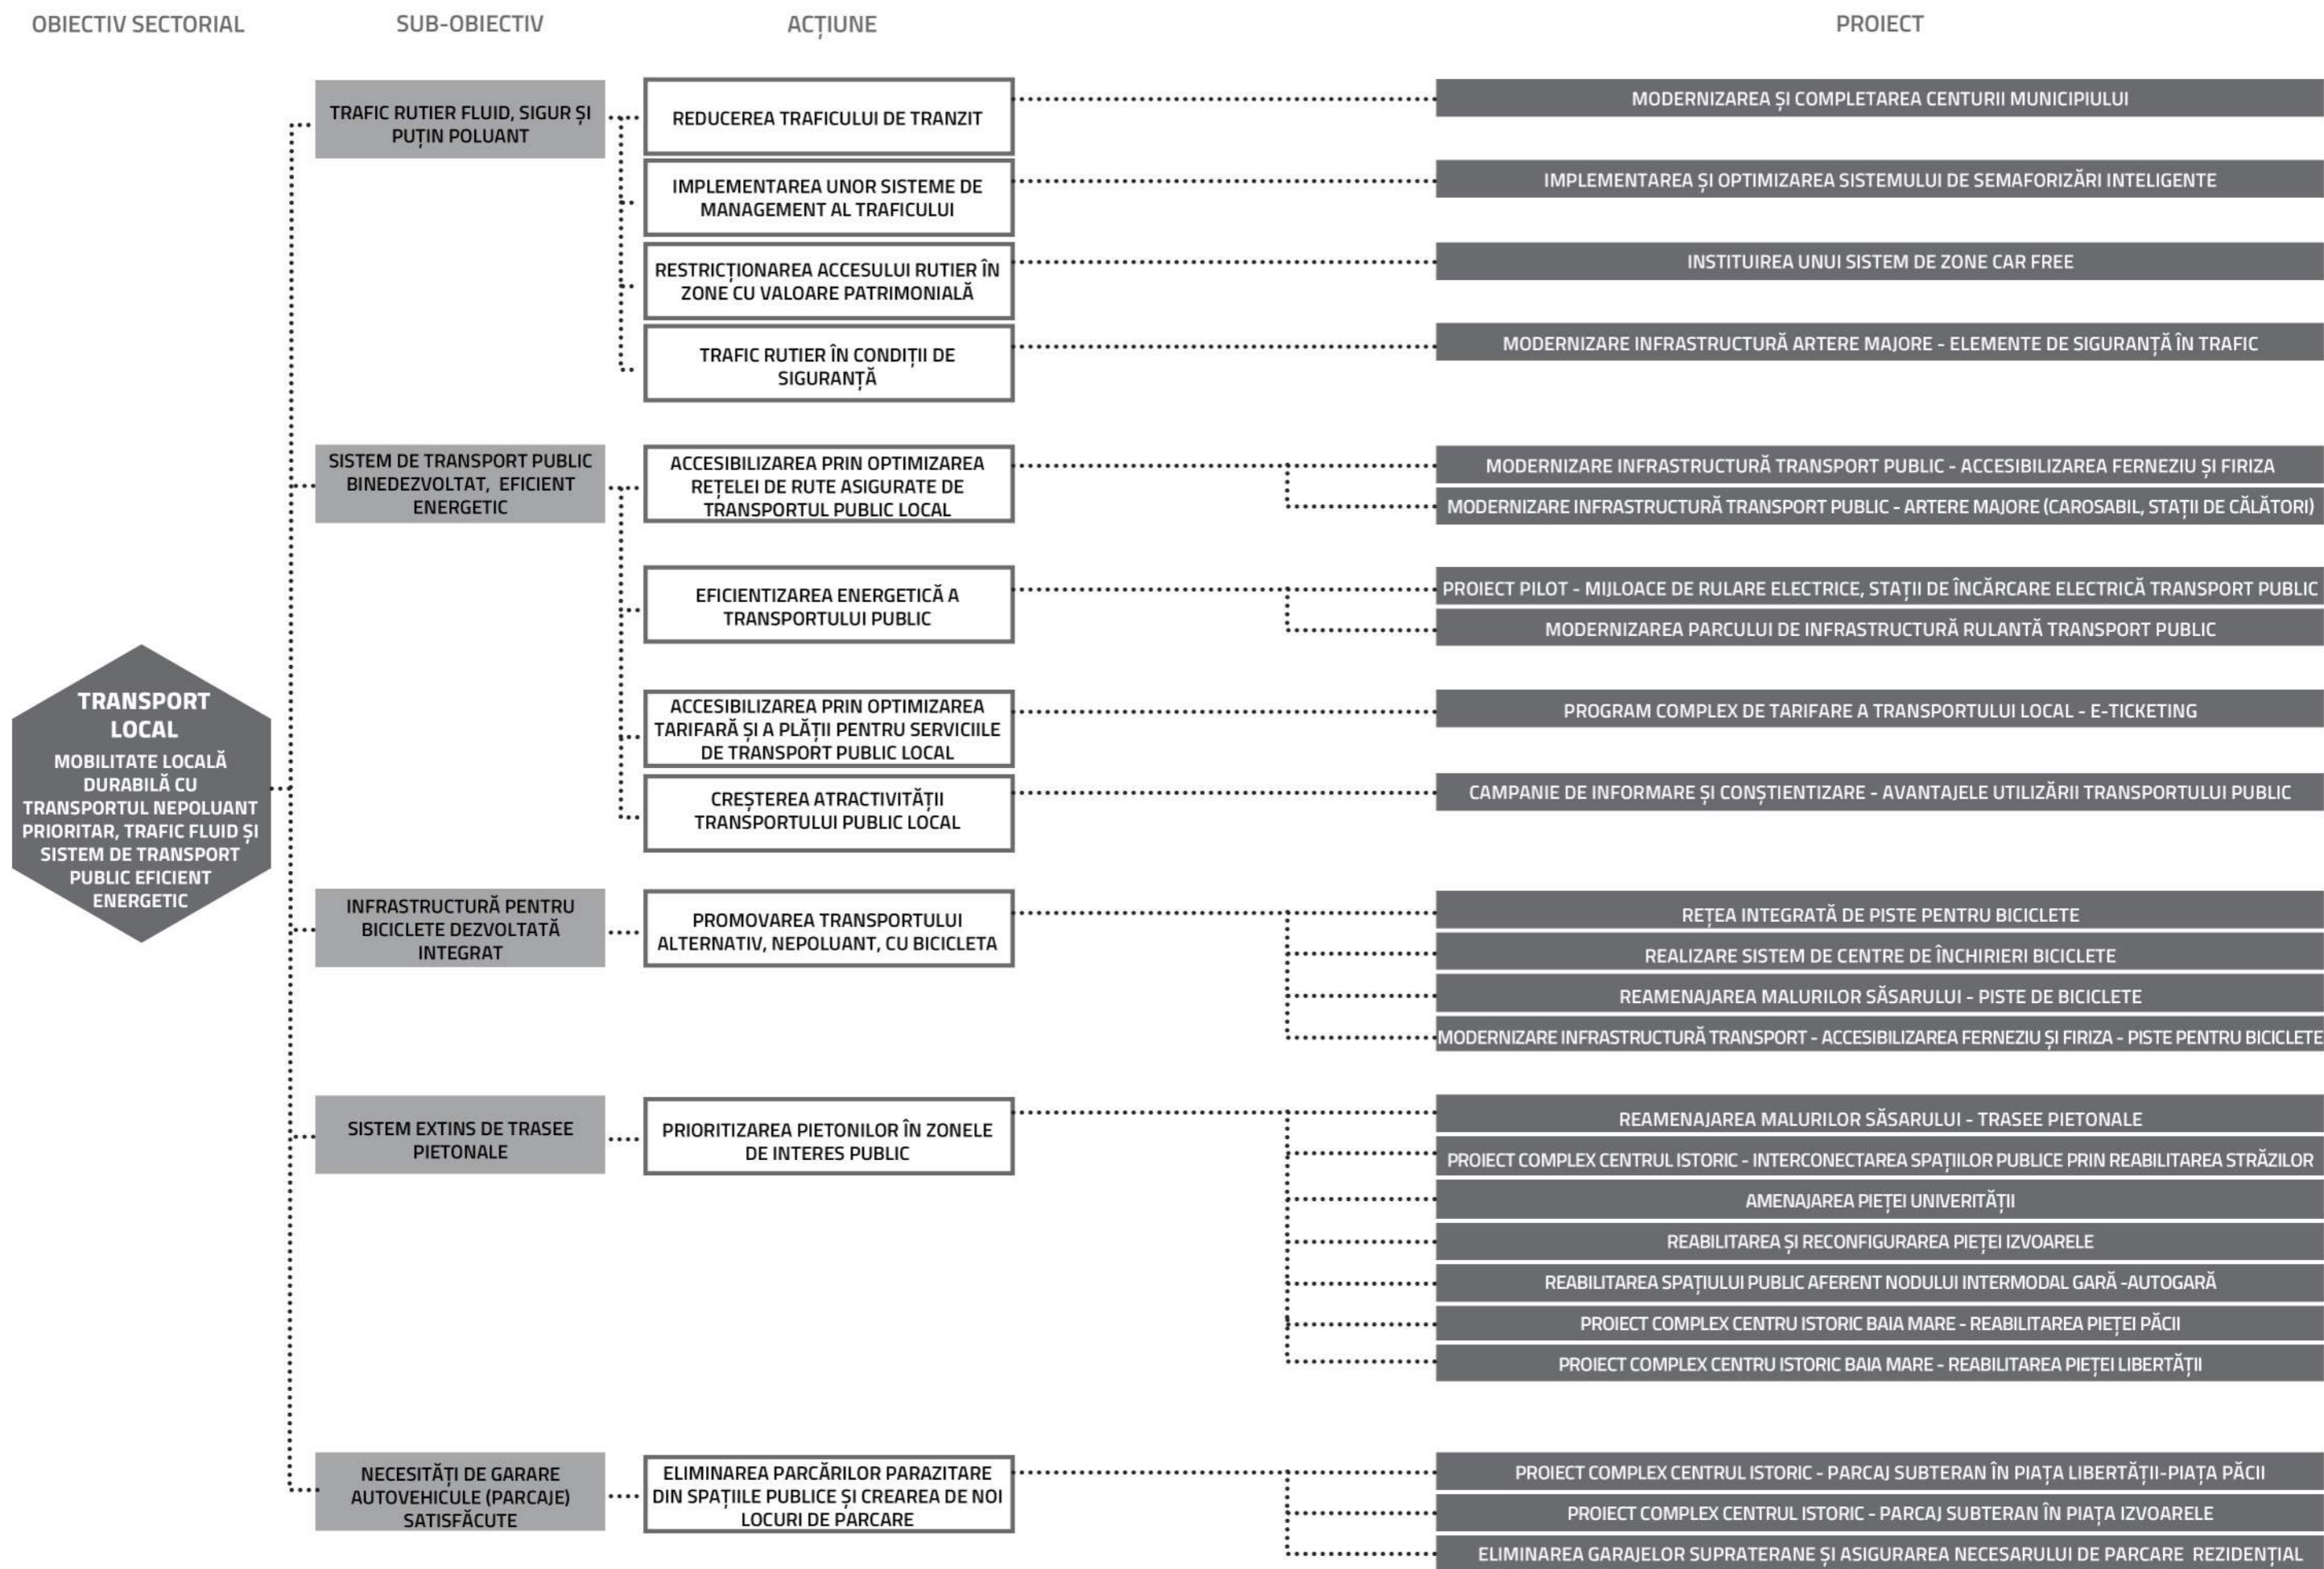 OBIECTIV SECTORIAL
SUB-OBIECTIV
ACȚIUNE
PROIECT
TRANSPORT
LOCAL
MOBILITATE LOCALĂ
DURABILĂ CU
TRANSPORTUL NEPOLUANT
PRIORITAR, TRAFIC FLUID ȘI
SISTEM DE TRANSPORT
PUBLIC EFICIENT
ENERGETIC
TRAFIC RUTIER FLUID, SIGUR ȘI
PUȚIN POLUANT
REDUCEREA TRAFICULUI DE TRANZIT
MODERNIZAREA ȘI COMPLETAREA CENTURII MUNICIPIULUI
IMPLEMENTAREA UNOR SISTEME DE
MANAGEMENT AL TRAFICULUI
IMPLEMENTAREA ȘI OPTIMIZAREA SISTEMULUI DE SEMAFORIZĂRI INTELIGENTE
RESTRICȚIONAREA ACCESULUI RUTIER ÎN
ZONE CU VALOARE PATRIMONIALĂ
INSTITUIREA UNUI SISTEM DE ZONE CAR FREE
TRAFIC RUTIER ÎN CONDIȚII DE
SIGURANȚĂ
MODERNIZARE INFRASTRUCTURĂ ARTERE MAJORE - ELEMENTE DE SIGURANȚĂ ÎN TRAFIC
SISTEM DE TRANSPORT PUBLIC
BINEDEZVOLTAT, EFICIENT
ENERGETIC
ACCESIBILIZAREA PRIN OPTIMIZAREA
REȚELEI DE RUTE ASIGURATE DE
TRANSPORTUL PUBLIC LOCAL
MODERNIZARE INFRASTRUCTURĂ TRANSPORT PUBLIC - ACCESIBILIZAREA FERNEZIU ȘI FIRIZA
MODERNIZARE INFRASTRUCTURĂ TRANSPORT PUBLIC - ARTERE MAJORE (CAROSABIL, STAȚII DE CĂLĂTORI)
EFICIENTIZAREA ENERGETICĂ A
TRANSPORTULUI PUBLIC
PROIECT PILOT - MIJLOACE DE RULARE ELECTRICE, STAȚII DE ÎNCĂRCARE ELECTRICĂ TRANSPORT PUBLIC
MODERNIZAREA PARCULUI DE INFRASTRUCTURĂ RULANTĂ TRANSPORT PUBLIC
ACCESIBILIZAREA PRIN OPTIMIZAREA
TARIFARĂ ȘI A PLĂȚII PENTRU SERVICIILE
DE TRANSPORT PUBLIC LOCAL
PROGRAM COMPLEX DE TARIFARE A TRANSPORTULUI LOCAL - E-TICKETING
CREȘTEREA ATRACTIVITĂȚII
TRANSPORTULUI PUBLIC LOCAL
CAMPANIE DE INFORMARE ȘI CONȘTIENTIZARE - AVANTAJELE UTILIZĂRII TRANSPORTULUI PUBLIC
INFRASTRUCTURĂ PENTRU
BICICLETE DEZVOLTATĂ
INTEGRAT
PROMOVAREA TRANSPORTULUI
ALTERNATIV, NEPOLUANT, CU BICICLETA
REȚEA INTEGRATĂ DE PISTE PENTRU BICICLETE
REALIZARE SISTEM DE CENTRE DE ÎNCHIRIERI BICICLETE
REAMENAJAREA MALURILOR SĂSARULUI - PISTE DE BICICLETE
MODERNIZARE INFRASTRUCTURĂ TRANSPORT - ACCESIBILIZAREA FERNEZIU ȘI FIRIZA - PISTE PENTRU BICICLETE
SISTEM EXTINS DE TRASEE
PIETONALE
PRIORITIZAREA PIETONILOR ÎN ZONELE
DE INTERES PUBLIC
REAMENAJAREA MALURILOR SĂSARULUI - TRASEE PIETONALE
PROIECT COMPLEX CENTRUL ISTORIC - INTERCONECTAREA SPAȚIILOR PUBLICE PRIN REABILITAREA STRĂZILOR
AMENAJAREA PIEȚEI UNIVERITĂȚII
REABILITAREA ȘI RECONFIGURAREA PIEȚEI IZVOARELE
REABILITAREA SPAȚIULUI PUBLIC AFERENT NODULUI INTERMODAL GARĂ -AUTOGARĂ
PROIECT COMPLEX CENTRU ISTORIC BAIA MARE - REABILITAREA PIEȚEI PĂCII
PROIECT COMPLEX CENTRU ISTORIC BAIA MARE - REABILITAREA PIEȚEI LIBERTĂȚII
NECESITĂȚI DE GARARE
AUTOVEHICULE (PARCAJE)
SATISFĂCUTE
ELIMINAREA PARCĂRILOR PARAZITARE
DIN SPAȚIILE PUBLICE ȘI CREAREA DE NOI
LOCURI DE PARCARE
PROIECT COMPLEX CENTRUL ISTORIC - PARCAJ SUBTERAN ÎN PIAȚA LIBERTĂȚII-PIAȚA PĂCII
PROIECT COMPLEX CENTRUL ISTORIC - PARCAJ SUBTERAN ÎN PIAȚA IZVOARELE
ELIMINAREA GARAJELOR SUPRATERANE ȘI ASIGURAREA NECESARULUI DE PARCARE REZIDENȚIAL